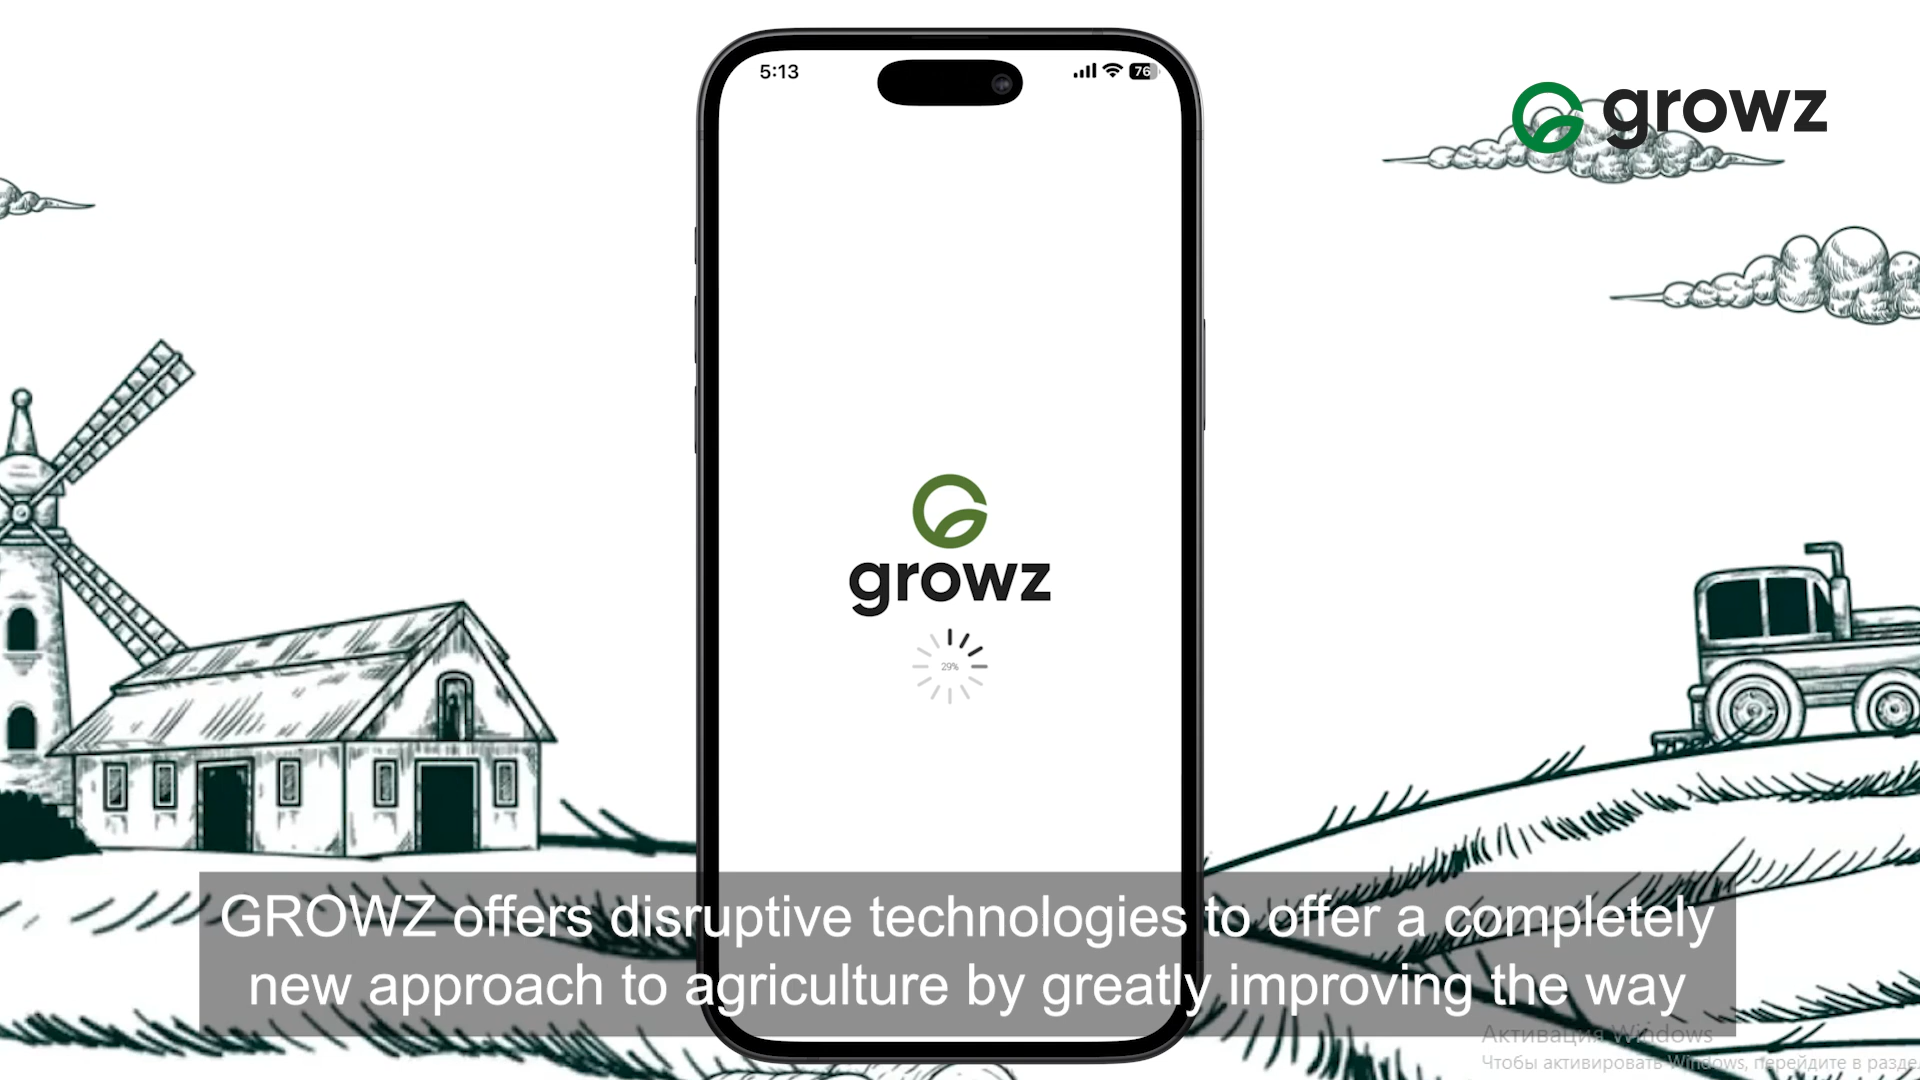 5:13
76
growz
growz
29%
GROWZ offers disruptive technologies to offer a completely
new approach to agriculture by greatly improving the way
Активация Windows
Чтобы активировать Windows, перейдите в разде